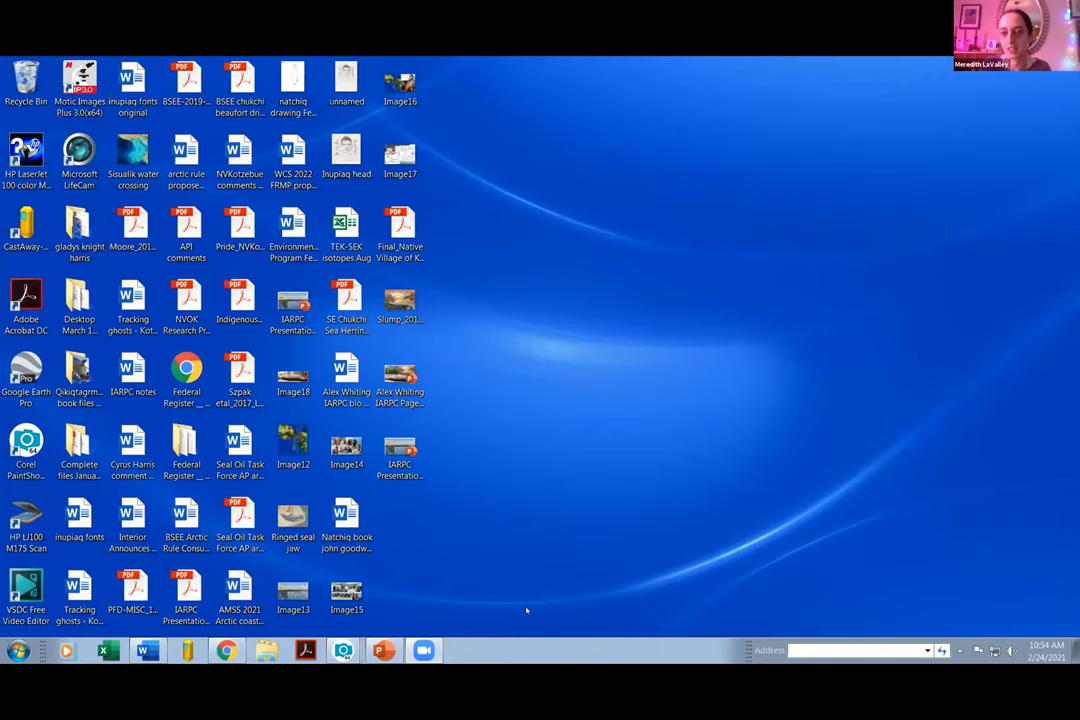 Meredith LaValley
Recycle Bin
Motic Images
Plus 3.0(x64)
inupiaq fonts
original
BSEE-2019-...
BSEE chukchi
beaufort dri...
natchiq
drawing Fe...
unnamed
Image16
HP LaserJet
100 color M...
Microsoft
LifeCam
Sisualik water
crossing
arctic rule
propose...
NVKotzebue
comments ...
WCS 2022
FRMP prop...
Inupiaq head
Image17
CastAway-...
gladys knight
harris
Moore_201...
API
comments
Pride_NVKo...
Environmen...
Program Fe...
TEK-SEK
isotopes Aug
Final_Native
Village of K...
Adobe
Acrobat DC
Desktop
March 1...
Tracking
ghosts - Kot...
NVOK
Research Pr...
Indigenous...
IARPC
Presentatio...
SE Chukchi
Sea Herrin...
Slump_201...
Google Earth
Pro
Qikiqtagrm...
book files ...
IARPC notes
Federal
Register __ ...
Szpak
etal_2017_L...
Image18
Alex Whiting
IARPC bio ...
Alex Whiting
IARPC Page...
Corel
PaintSho...
Complete
files Janua...
Cyrus Harris
comment ...
Federal
Register __ ...
Seal Oil Task
Force AP ar...
Image12
Image14
IARPC
Presentatio...
HP LJ100
M175 Scan
inupiaq fonts
Interior
Announces ...
BSEE Arctic
Rule Consu...
Seal Oil Task
Force AP ar...
Ringed seal
jaw
Natchiq book
john goodw...
VSDC Free
Video Editor
Tracking
ghosts - Ko...
PFD-MISC_1...
IARPC
Presentatio...
AMSS 2021
Arctic coast...
Image13
Image15
Address
10:54 AM
2/24/2021